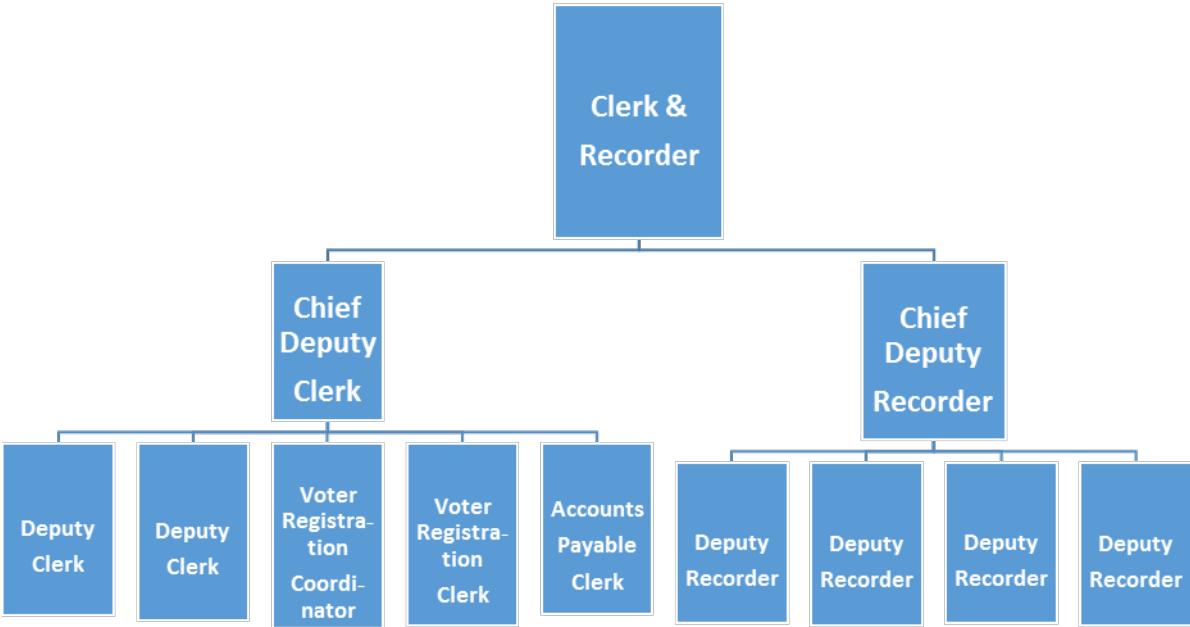 Clerk &
Recorder
Chief
Deputy
Clerk
Chief
Deputy
Recorder
Deputy
Clerk
Deputy
Clerk
Voter
Registra-
tion
Coordi-
nator
Voter
Registra-
tion
Clerk
Accounts
Payable
Clerk
Deputy
Recorder
Deputy
Recorder
Deputy
Recorder
Deputy
Recorder